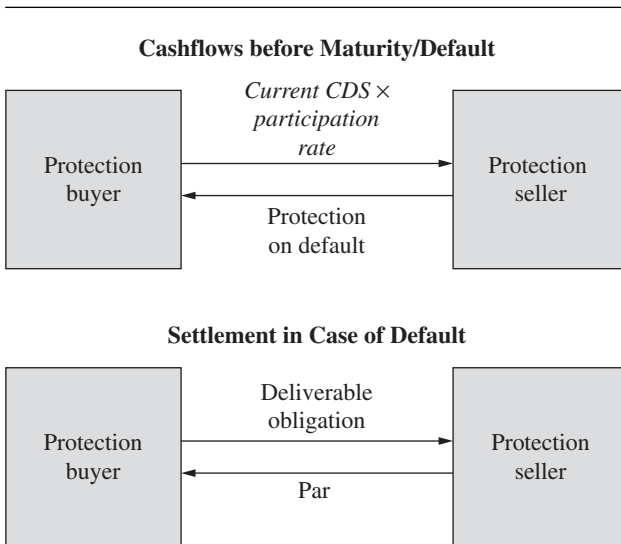 Cashflows before Maturity/Default
Current CDS ×
participation
rate
Protection
buyer
Protection
seller
Protection
on default
Settlement in Case of Default
Deliverable
obligation
Protection
buyer
Protection
seller
Par